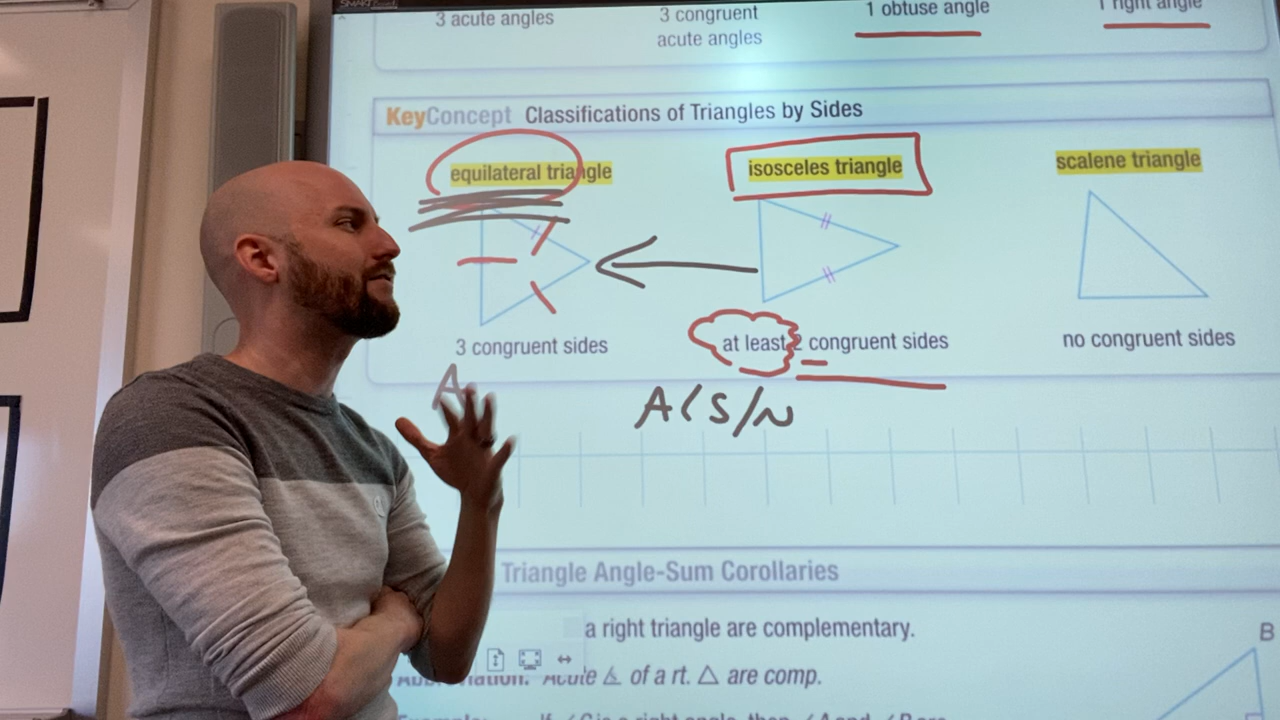 SMART
3 acute angles
3 congruent
acute angles
1 obtuse angle
1 right angle
KeyConcept Classifications of Triangles by Sides
equilateral triangle
isosceles triangle
scalene triangle
3 congruent sides
at least 2 congruent sides
no congruent sides
A
A/S/N
Triangle Angle-Sum Corollaries
a right triangle are complementary.
B
Abbreviation: Acute ∠s of a rt. △ are comp.